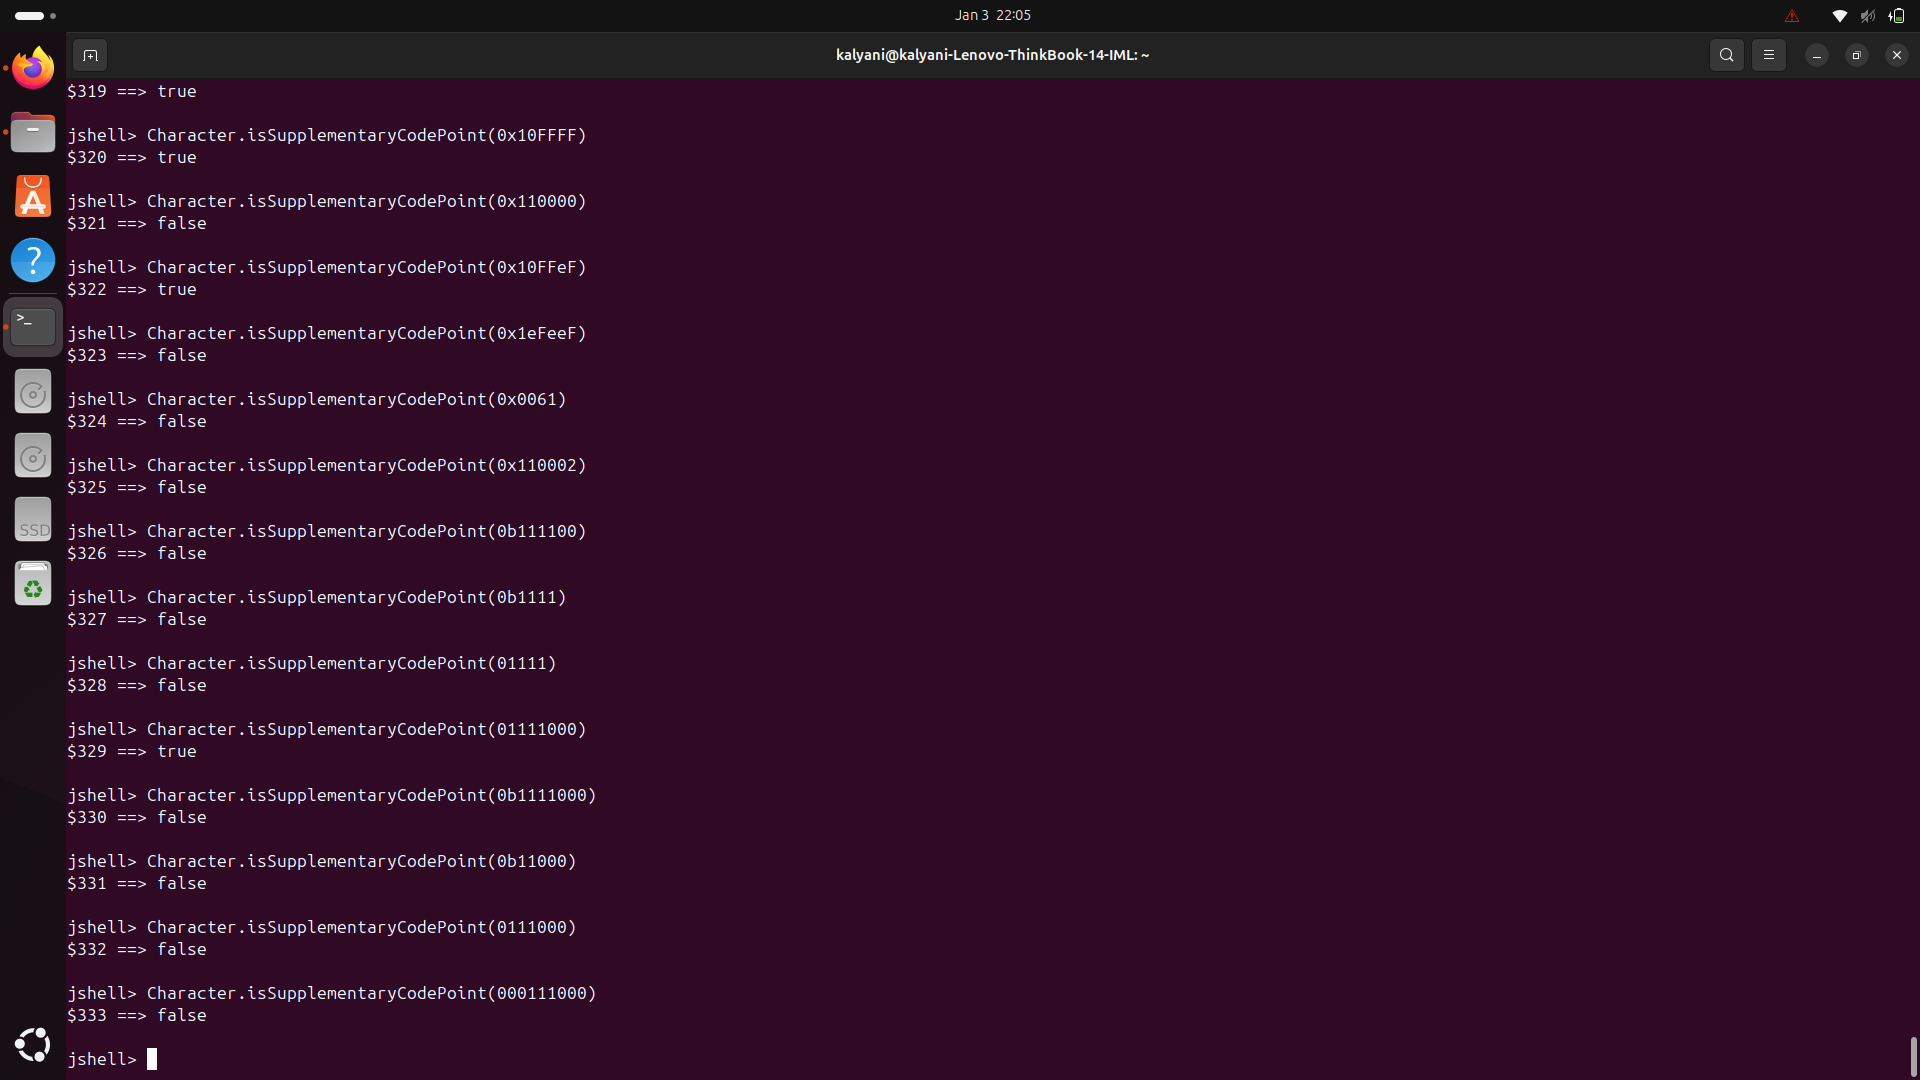 Jan 3 22:05
kalyani@kalyani-Lenovo-ThinkBook-14-IML: ~
$319 ==> true
jshell> Character.isSupplementaryCodePoint(0x10FFFF)
$320 ==> true
jshell> Character.isSupplementaryCodePoint(0x110000)
$321 ==> false
jshell> Character.isSupplementaryCodePoint(0x10FFeF)
$322 ==> true
jshell> Character.isSupplementaryCodePoint(0x1eFeeF)
$323 ==> false
jshell> Character.isSupplementaryCodePoint(0x0061)
$324 ==> false
jshell> Character.isSupplementaryCodePoint(0x110002)
$325 ==> false
jshell> Character.isSupplementaryCodePoint(0b111100)
$326 ==> false
jshell> Character.isSupplementaryCodePoint(0b1111)
$327 ==> false
jshell> Character.isSupplementaryCodePoint(01111)
$328 ==> false
jshell> Character.isSupplementaryCodePoint(01111000)
$329 ==> true
jshell> Character.isSupplementaryCodePoint(0b1111000)
$330 ==> false
jshell> Character.isSupplementaryCodePoint(0b11000)
$331 ==> false
jshell> Character.isSupplementaryCodePoint(0111000)
$332 ==> false
jshell> Character.isSupplementaryCodePoint(000111000)
$333 ==> false
jshell>
>_
SSD